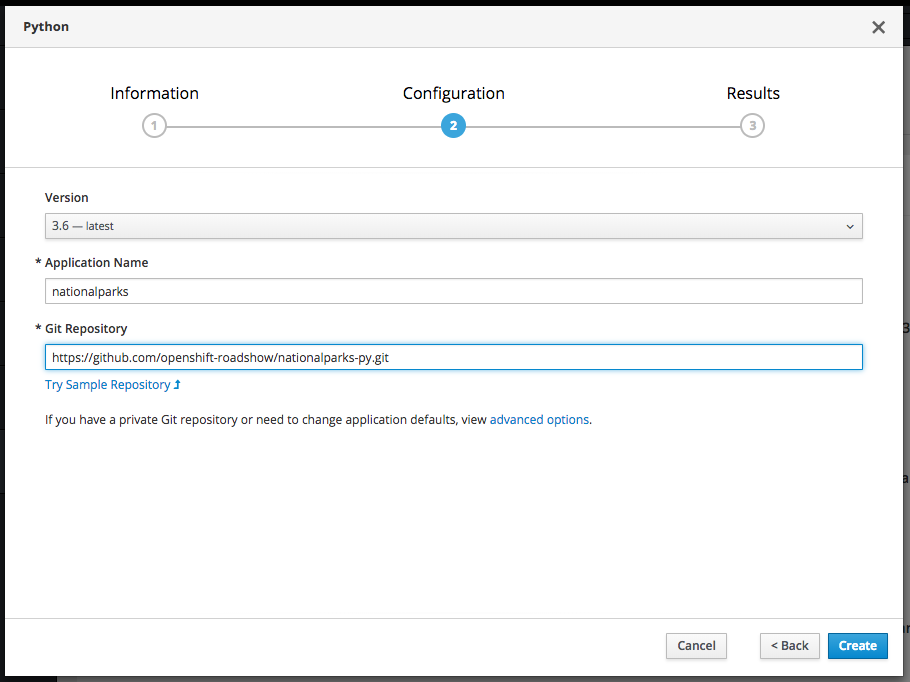 Python
Information
Configuration
Results
1
2
3
Version
3.6 — latest
* Application Name
nationalparks
* Git Repository
https://github.com/openshift-roadshow/nationalparks-py.git
Try Sample Repository
If you have a private Git repository or need to change application defaults, view advanced options.
Cancel
< Back
Create